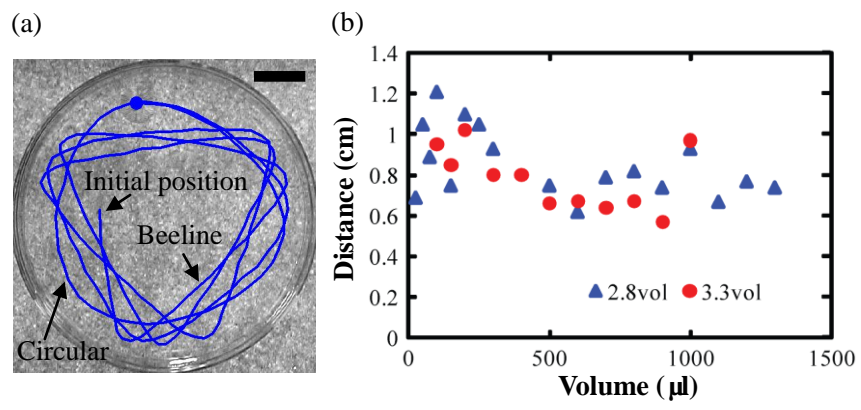 (a)
(b)
Initial position
Beeline
Circular
Distance (cm)
1.4
1.2
1
0.8
0.6
0.4
0.2
0
2.8vol
3.3vol
0
500
1000
1500
Volume (μl)